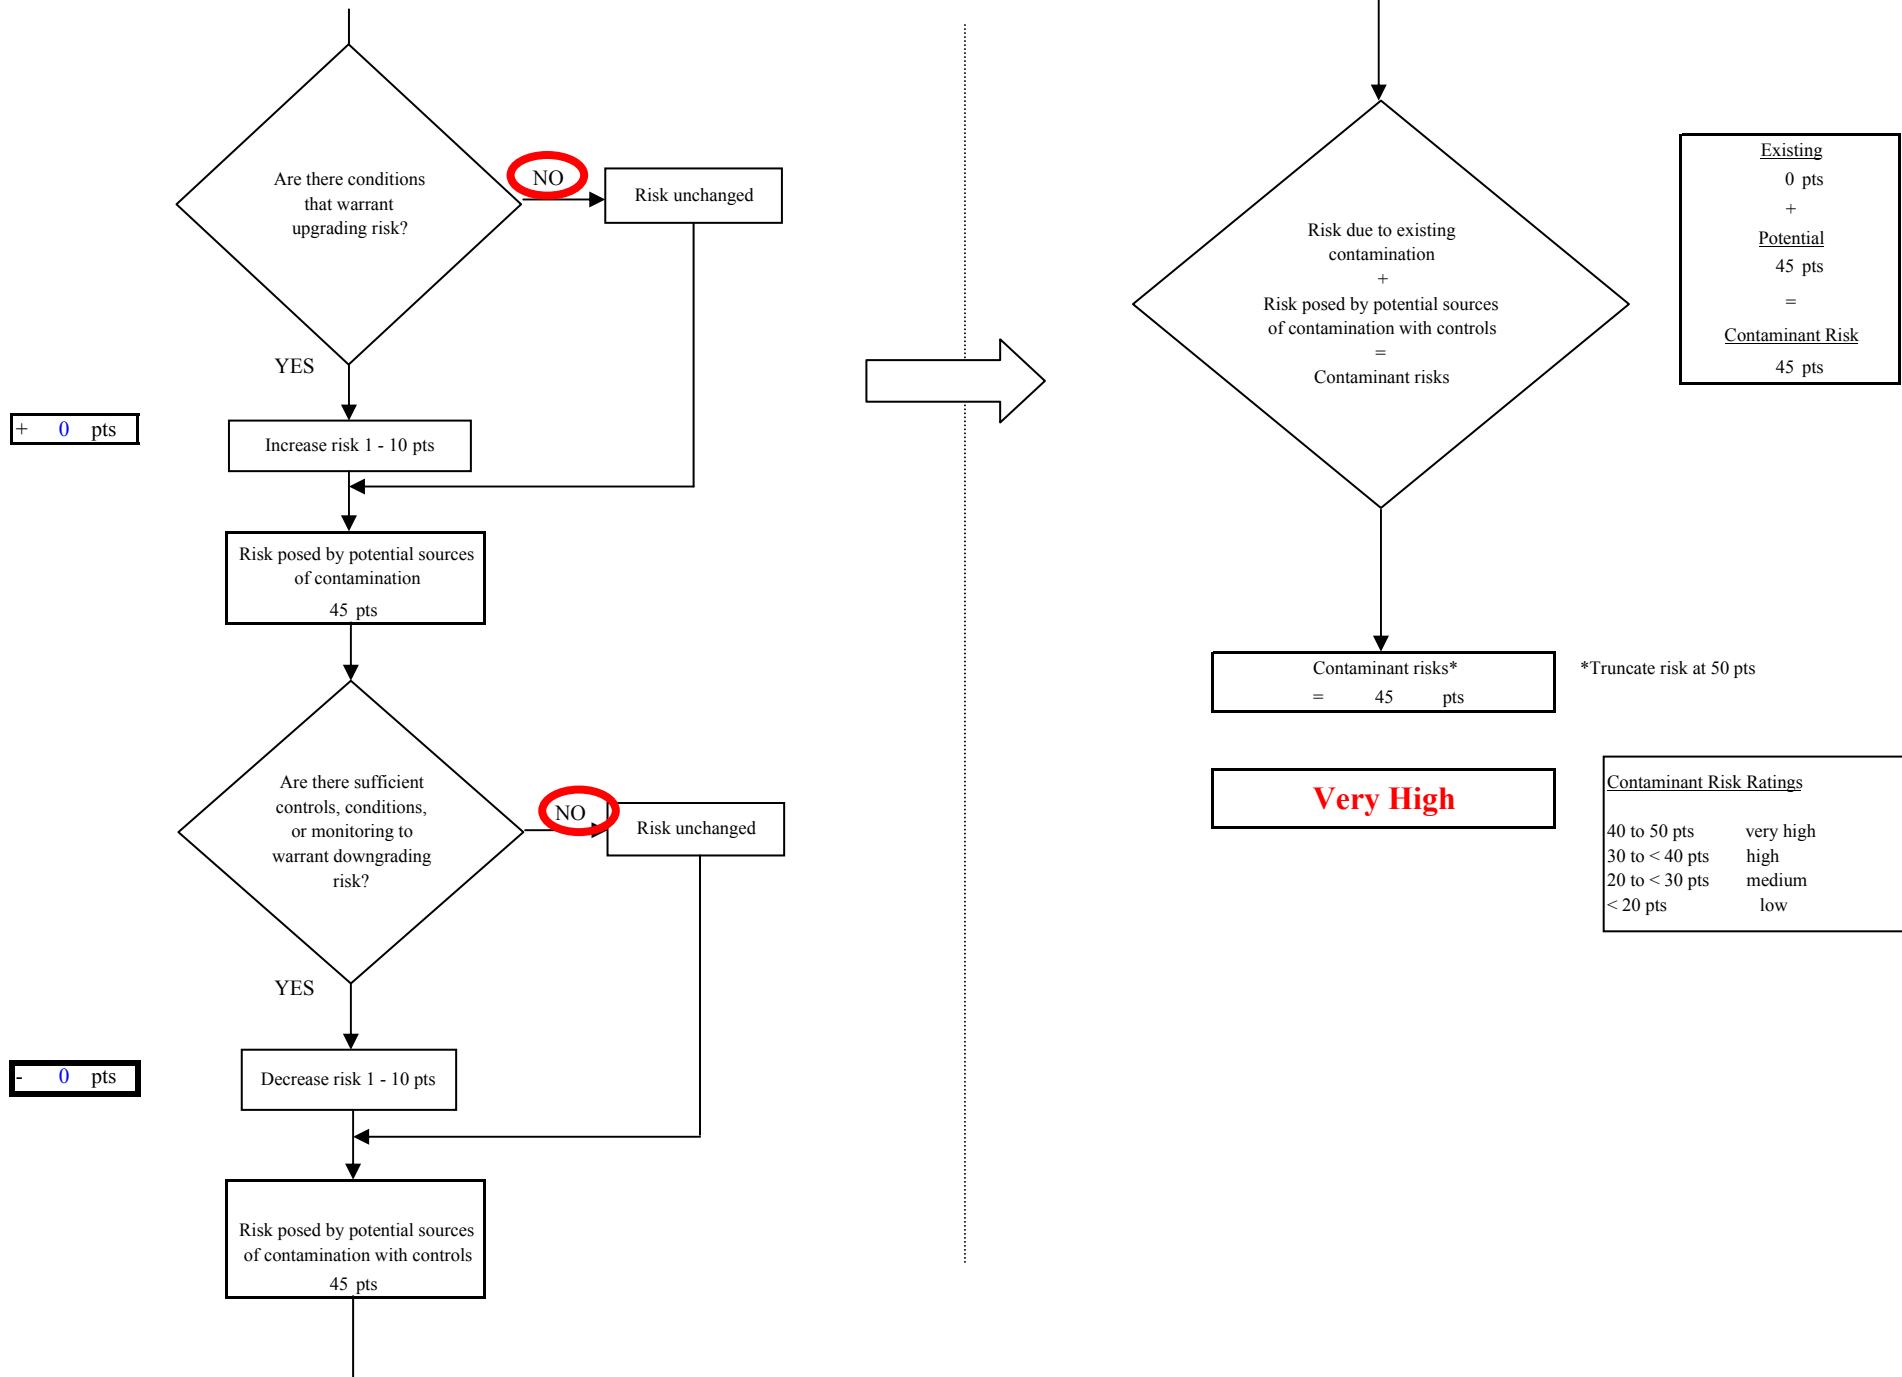 Are there conditions
that warrant
upgrading risk?
NO
Risk unchanged
YES
+ 0 pts
Increase risk 1 - 10 pts
Risk posed by potential sources
of contamination
45 pts
Are there sufficient
controls, conditions,
or monitoring to
warrant downgrading
risk?
NO
Risk unchanged
YES
- 0 pts
Decrease risk 1 - 10 pts
Risk posed by potential sources
of contamination with controls
45 pts
Risk due to existing
contamination
+
Risk posed by potential sources
of contamination with controls
=
Contaminant risks
Existing
0 pts
+
Potential
45 pts
=
Contaminant Risk
45 pts
Contaminant risks*
= 45 pts
*Truncate risk at 50 pts
Very High
Contaminant Risk Ratings
40 to 50 pts very high
30 to < 40 pts high
20 to < 30 pts medium
< 20 pts low